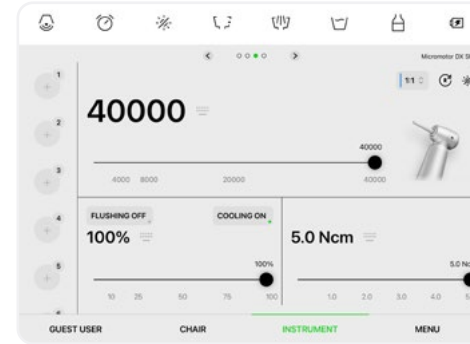 Micromotor DX
1
1:1
40000
2
40000
3
4000 8000 20000 40000
4
FLUSHING OFF COOLING ON
100% 5.0 Ncm
5
100% 5.0
10 25 50 75 100 1.0 2.0 3.0 4.0
GUEST USER CHAIR INSTRUMENT MENU